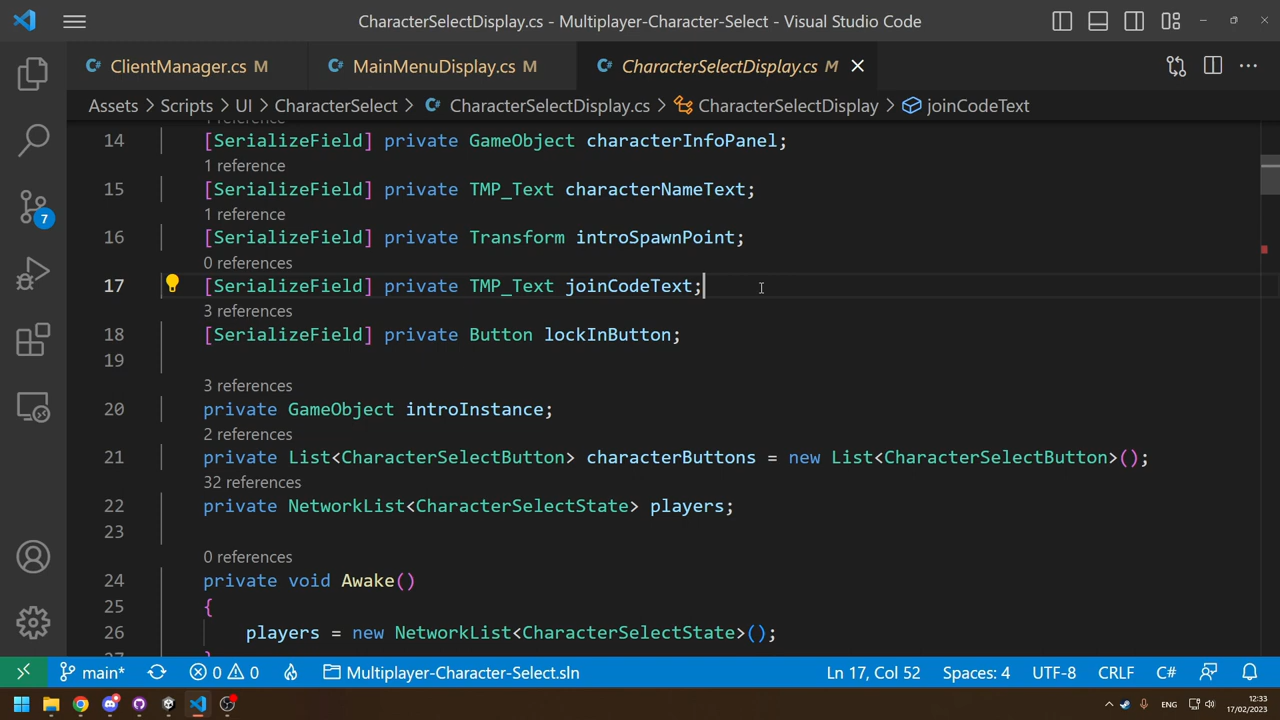 CharacterSelectDisplay.cs - Multiplayer-Character-Select - Visual Studio Code
ClientManager.cs M
MainMenuDisplay.cs M
CharacterSelectDisplay.cs M
Assets > Scripts > UI > CharacterSelect > CharacterSelectDisplay.cs > CharacterSelectDisplay > joinCodeText
14 [SerializeField] private GameObject characterInfoPanel;
1 reference
15 [SerializeField] private TMP_Text characterNameText;
1 reference
16 [SerializeField] private Transform introSpawnPoint;
0 references
17 [SerializeField] private TMP_Text joinCodeText;
3 references
18 [SerializeField] private Button lockInButton;
19
3 references
20 private GameObject introInstance;
2 references
21 private List<CharacterSelectButton> characterButtons = new List<CharacterSelectButton>();
32 references
22 private NetworkList<CharacterSelectState> players;
23
0 references
24 private void Awake()
25 {
26 players = new NetworkList<CharacterSelectState>();
7
main* 0 0 Multiplayer-Character-Select.sln Ln 17, Col 52 Spaces: 4 UTF-8 CRLF C#
ENG 12:33
17/02/2023